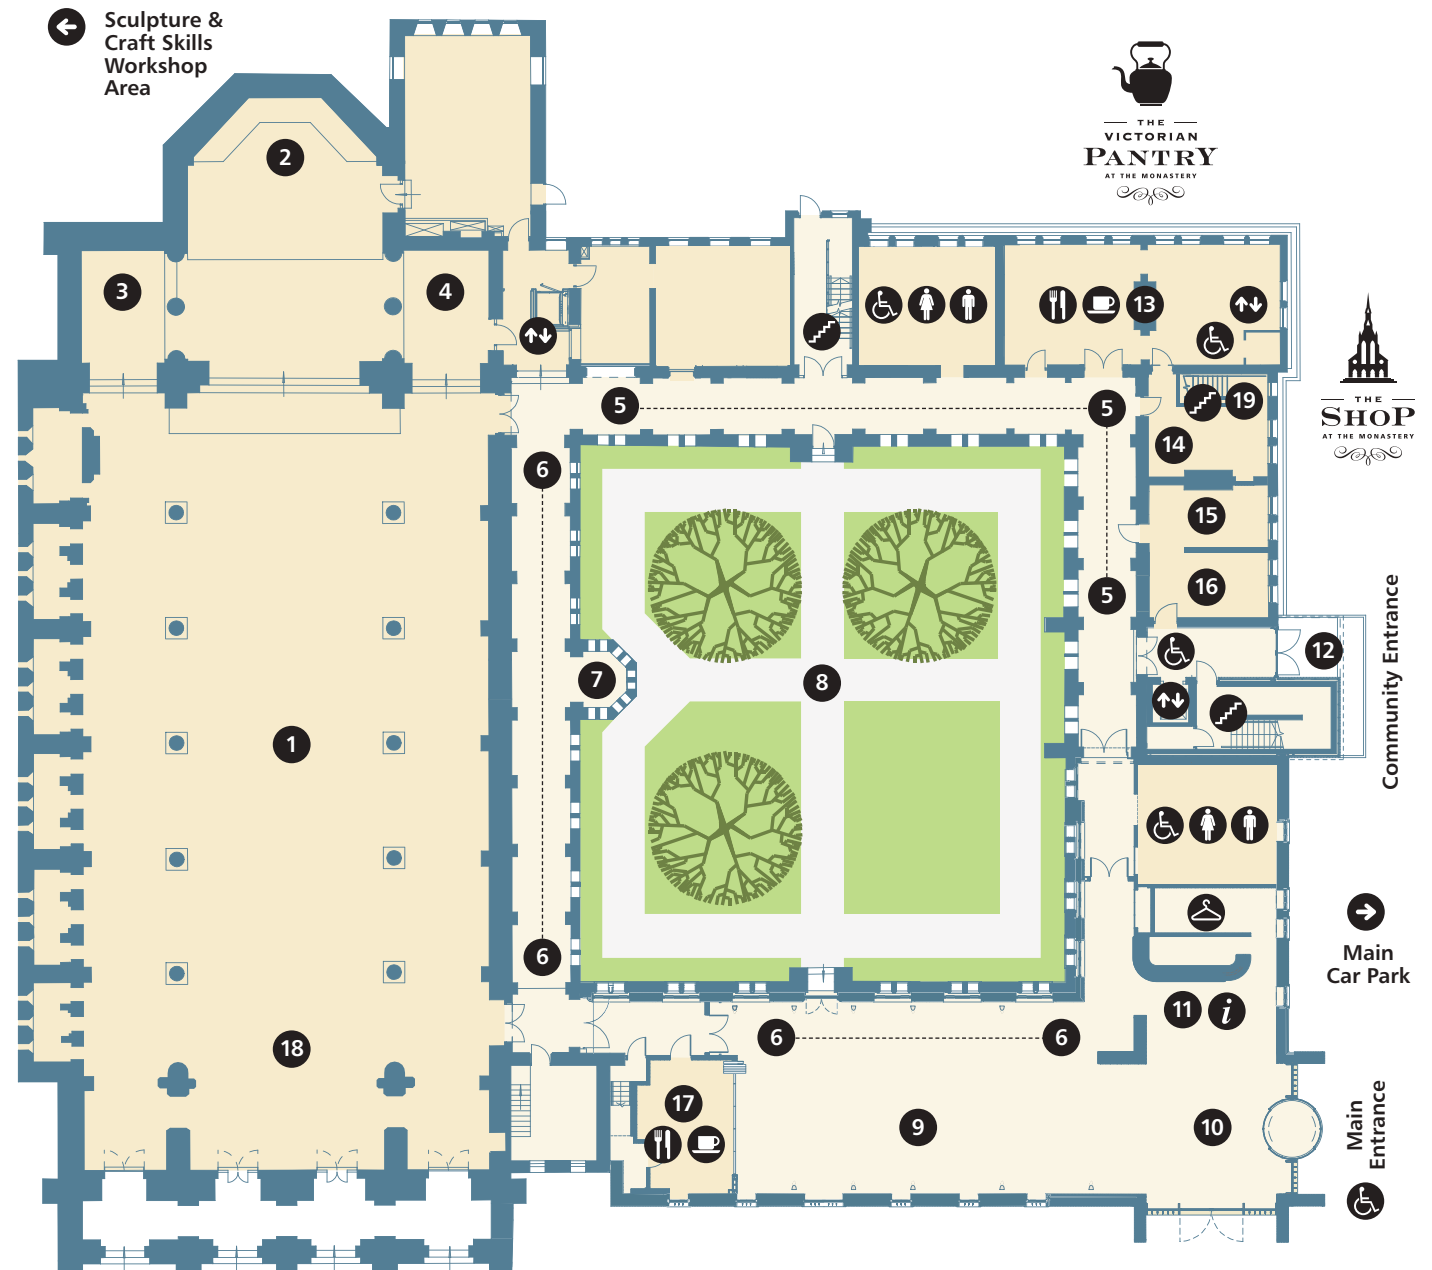 Sculpture &
Craft Skills
Workshop
Area
THE
VICTORIAN
PANTRY
AT THE MONASTERY
2
3
4
13
5
5
19
14
6
15
16
5
12
7
8
1
6
11
i
18
6
6
17
9
10
THE
SHOP
AT THE MONASTERY
Community Entrance
Main
Car Park
Main
Entrance